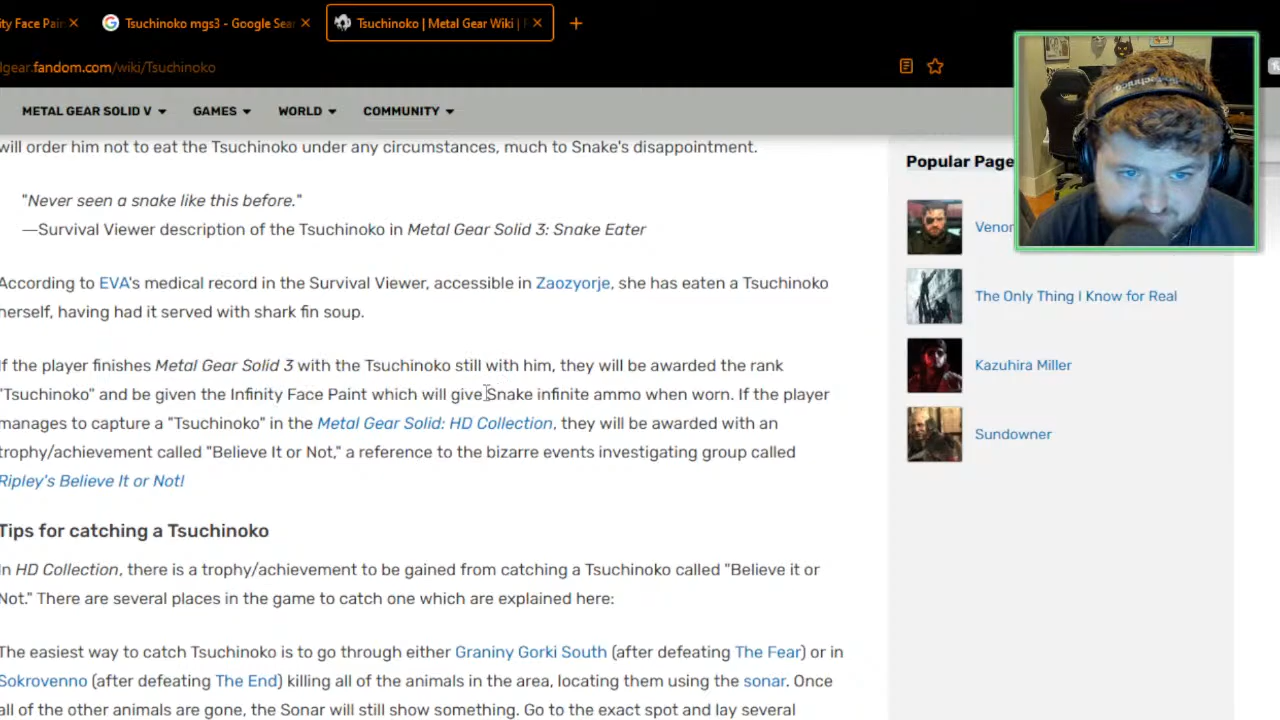 ity Face Pai
Tsuchinoko mgs3 - Google Sea
Tsuchinoko | Metal Gear Wiki |
lgear.fandom.com/wiki/Tsuchinoko
METAL GEAR SOLID V
GAMES
WORLD
COMMUNITY
will order him not to eat the Tsuchinoko under any circumstances, much to Snake's disappointment.
"Never seen a snake like this before."
—Survival Viewer description of the Tsuchinoko in Metal Gear Solid 3: Snake Eater
According to EVA's medical record in the Survival Viewer, accessible in Zaozyorje, she has eaten a Tsuchinoko
herself, having had it served with shark fin soup.
If the player finishes Metal Gear Solid 3 with the Tsuchinoko still with him, they will be awarded the rank
"Tsuchinoko" and be given the Infinity Face Paint which will give Snake infinite ammo when worn. If the player
manages to capture a "Tsuchinoko" in the Metal Gear Solid: HD Collection, they will be awarded with an
trophy/achievement called "Believe It or Not," a reference to the bizarre events investigating group called
Ripley's Believe It or Not!
Tips for catching a Tsuchinoko
In HD Collection, there is a trophy/achievement to be gained from catching a Tsuchinoko called "Believe it or
Not." There are several places in the game to catch one which are explained here:
The easiest way to catch Tsuchinoko is to go through either Graniny Gorki South (after defeating The Fear) or in
Sokrovenno (after defeating The End) killing all of the animals in the area, locating them using the sonar. Once
all of the other animals are gone, the Sonar will still show something. Go to the exact spot and lay several
Popular Page
Venor
The Only Thing I Know for Real
Kazuhira Miller
Sundowner